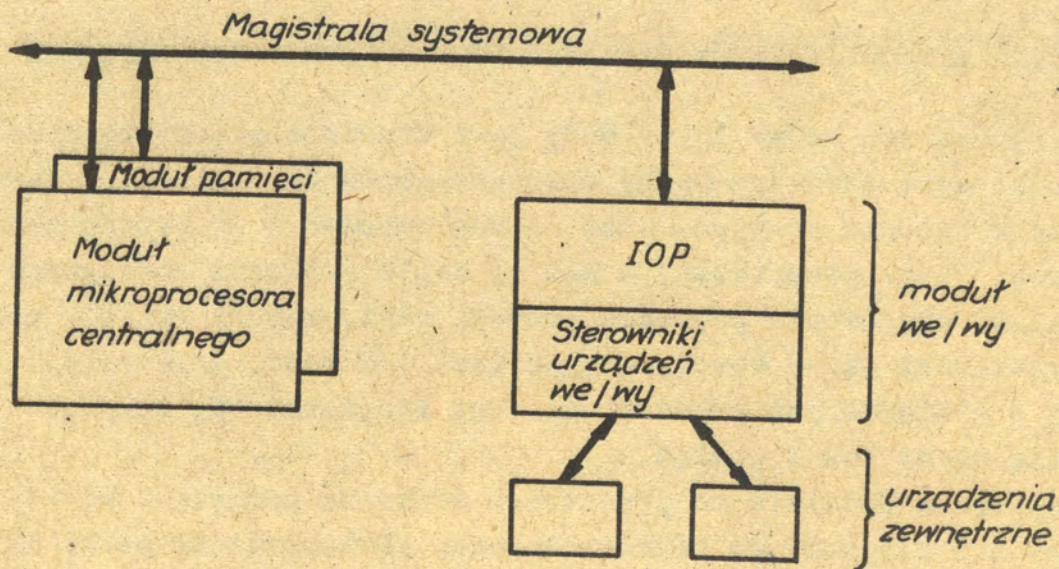 Magistrala systemowa
Moduł pamięci
Moduł
mikroprocesora
centralnego
IOP
Sterowniki
urządzeń
we/wy
moduł
we/wy
urządzenia
zewnętrzne